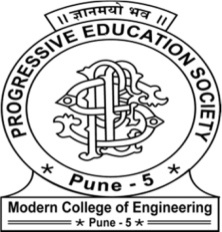 ॥ ज्ञानमयो भव ॥
PROGRESSIVE EDUCATION SOCIETY
* Pune - 5 *
Modern College of Engineering
* Pune - 5 *